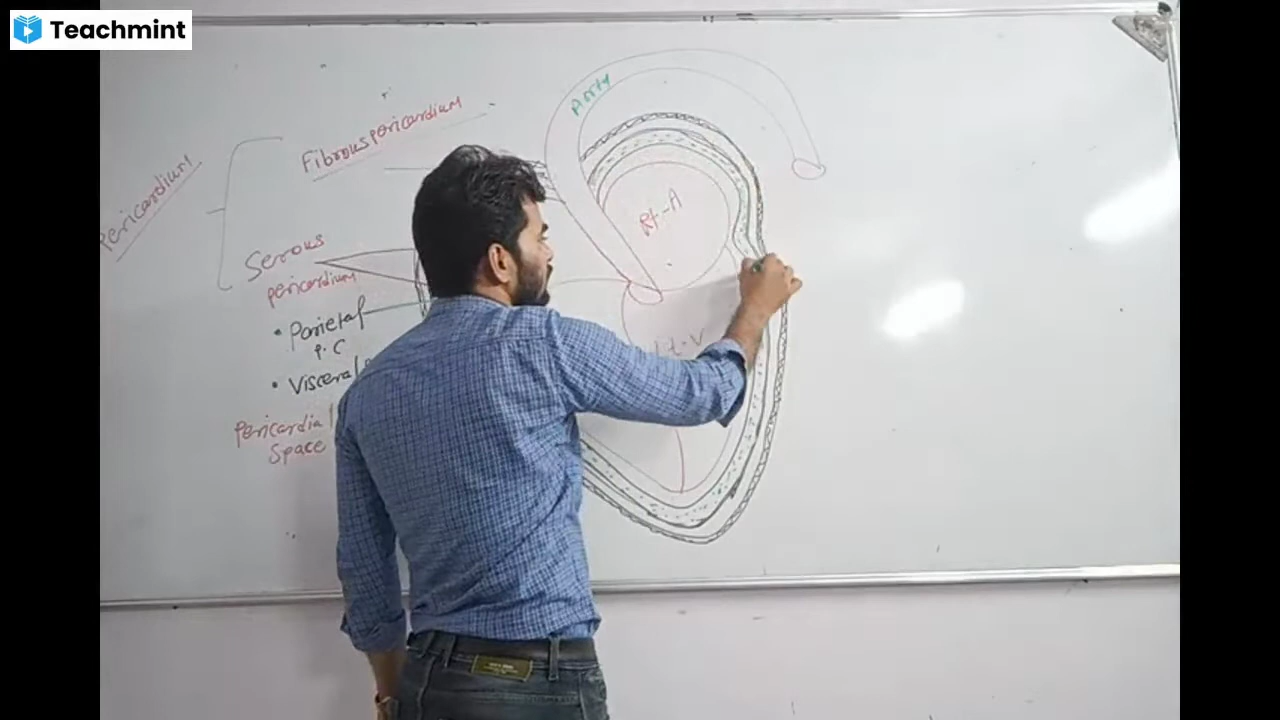 Teachmint
Aorta
Fibrous pericardium
Pericardium
Rt-A
Serous
pericardium
• Parietal
P.C
• Visceral
Pericardial
Space